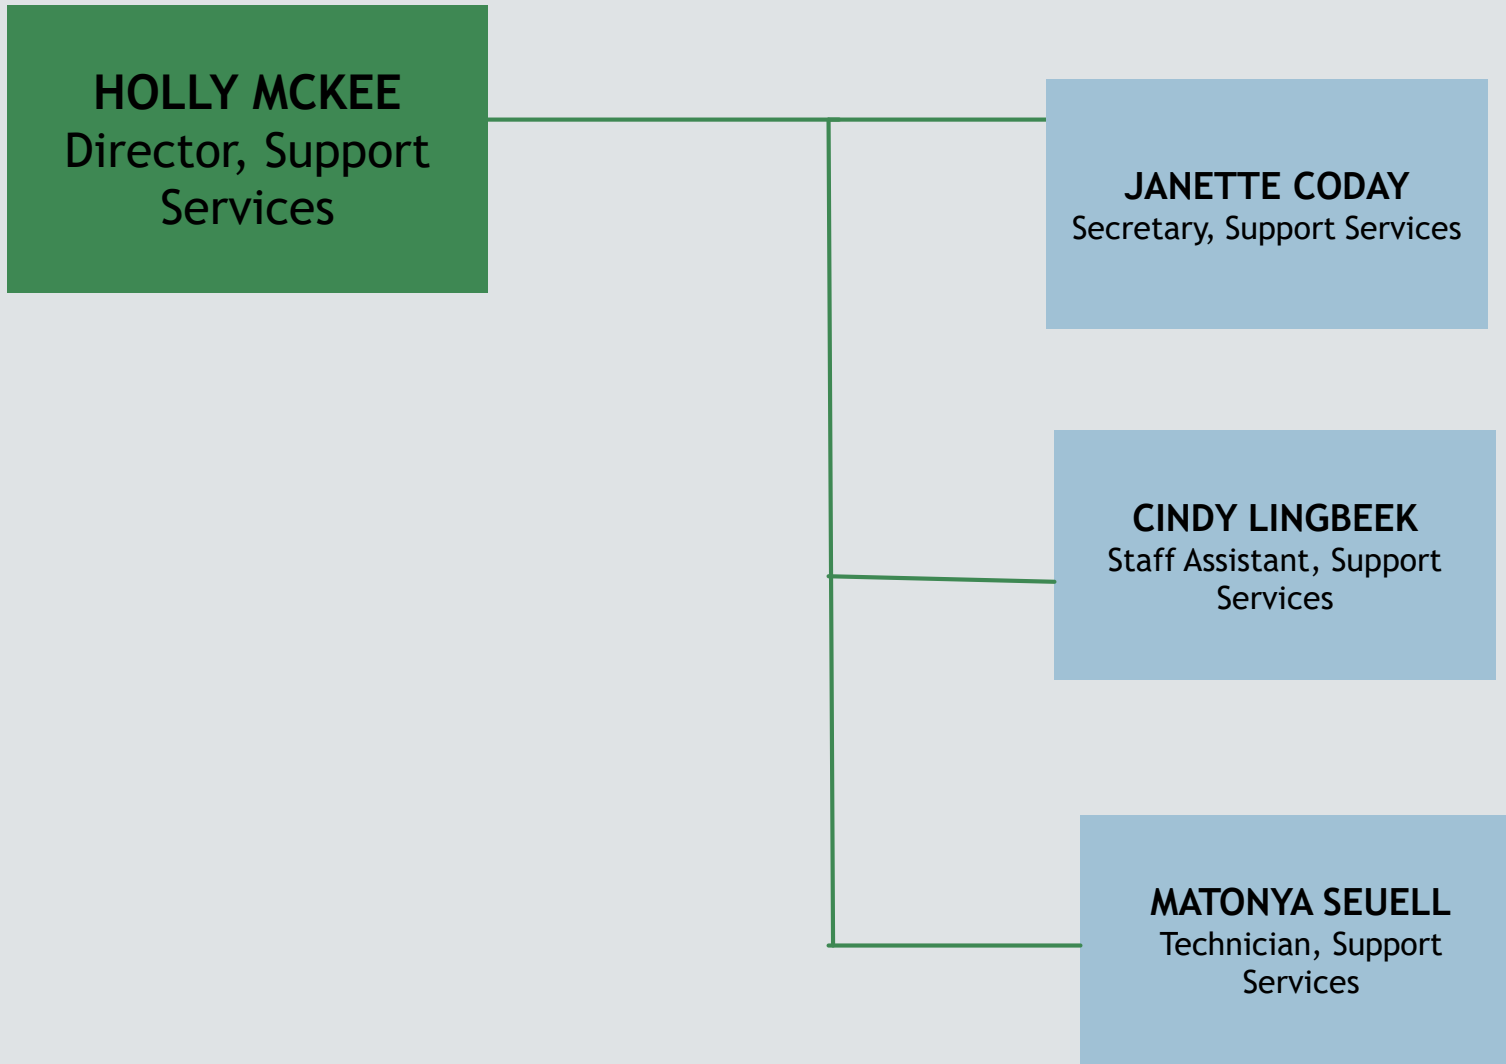 HOLLY MCKEE
Director, Support
Services
JANETTE CODAY
Secretary, Support Services
CINDY LINGBEEK
Staff Assistant, Support
Services
MATONYA SEUELL
Technician, Support
Services